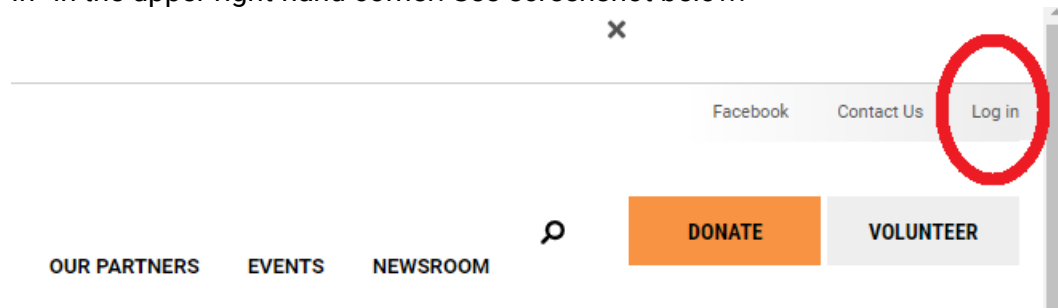 Facebook Contact Us Log in
DONATE VOLUNTEER
OUR PARTNERS EVENTS NEWSROOM